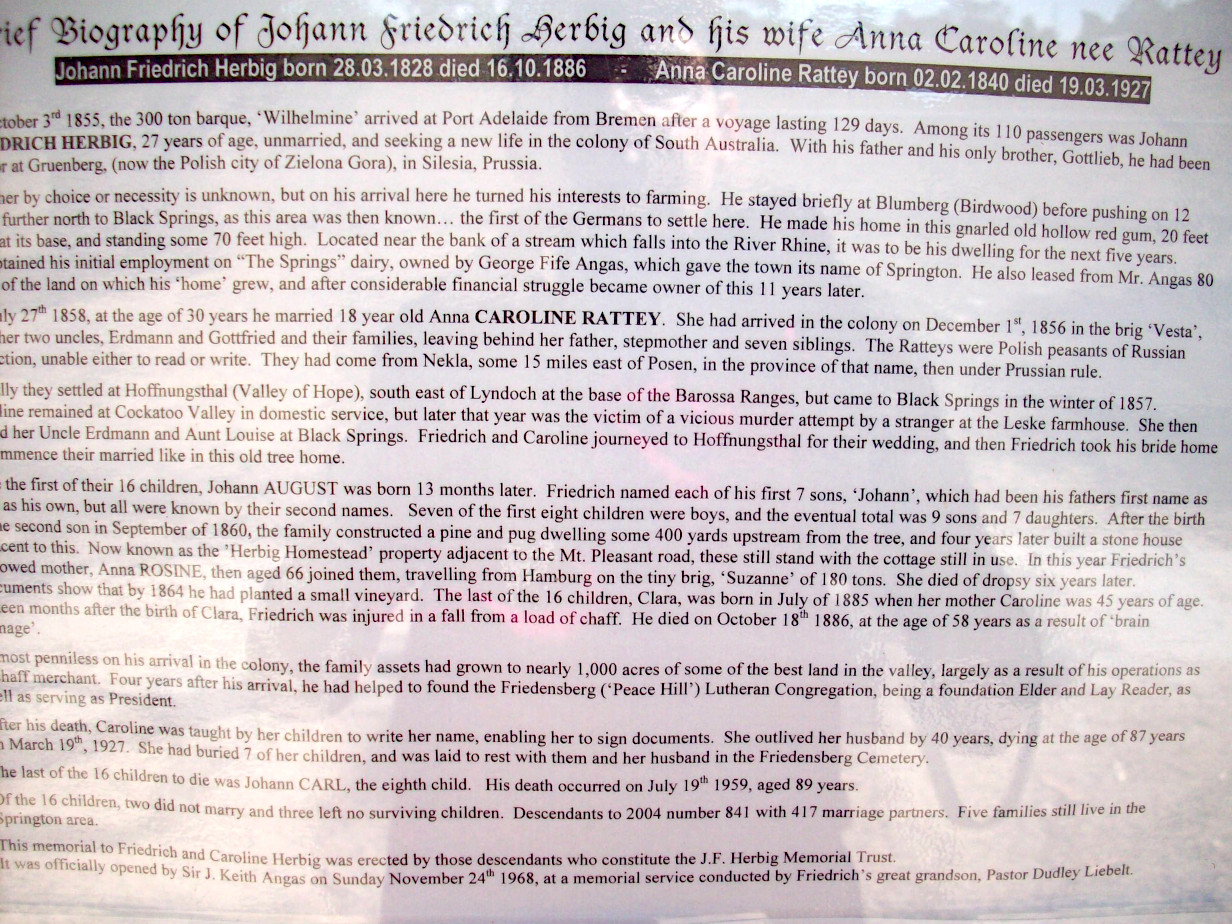 ief Biography of Johann Friedrich Herbig and his wife Anna Caroline nee Rattey
Johann Friedrich Herbig born 28.03.1828 died 16.10.1886 - Anna Caroline Rattey born 02.02.1840 died 19.03.1927
ctober 3rd 1855, the 300 ton barque, ‘Wilhelmine’ arrived at Port Adelaide from Bremen after a voyage lasting 129 days. Among its 110 passengers was Johann
DRICH HERBIG, 27 years of age, unmarried, and seeking a new life in the colony of South Australia. With his father and his only brother, Gottlieb, he had been
r at Gruenberg, (now the Polish city of Zielona Gora), in Silesia, Prussia.
her by choice or necessity is unknown, but on his arrival here he turned his interests to farming. He stayed briefly at Blumberg (Birdwood) before pushing on 12
further north to Black Springs, as this area was then known… the first of the Germans to settle here. He made his home in this gnarled old hollow red gum, 20 feet
at its base, and standing some 70 feet high. Located near the bank of a stream which falls into the River Rhine, it was to be his dwelling for the next five years.
tained his initial employment on “The Springs” dairy, owned by George Fife Angas, which gave the town its name of Springton. He also leased from Mr. Angas 80
of the land on which his ‘home’ grew, and after considerable financial struggle became owner of this 11 years later.
ly 27th 1858, at the age of 30 years he married 18 year old Anna CAROLINE RATTEY. She had arrived in the colony on December 1st, 1856 in the brig ‘Vesta’,
her two uncles, Erdmann and Gottfried and their families, leaving behind her father, stepmother and seven siblings. The Ratteys were Polish peasants of Russian
ction, unable either to read or write. They had come from Nekla, some 15 miles east of Posen, in the province of that name, then under Prussian rule.
lly they settled at Hoffnungsthal (Valley of Hope), south east of Lyndoch at the base of the Barossa Ranges, but came to Black Springs in the winter of 1857.
line remained at Cockatoo Valley in domestic service, but later that year was the victim of a vicious murder attempt by a stranger at the Leske farmhouse. She then
d her Uncle Erdmann and Aunt Louise at Black Springs. Friedrich and Caroline journeyed to Hoffnungsthal for their wedding, and then Friedrich took his bride home
mmence their married like in this old tree home.
the first of their 16 children, Johann AUGUST was born 13 months later. Friedrich named each of his first 7 sons, ‘Johann’, which had been his fathers first name as
as his own, but all were known by their second names. Seven of the first eight children were boys, and the eventual total was 9 sons and 7 daughters. After the birth
e second son in September of 1860, the family constructed a pine and pug dwelling some 400 yards upstream from the tree, and four years later built a stone house
cent to this. Now known as the ’Herbig Homestead’ property adjacent to the Mt. Pleasant road, these still stand with the cottage still in use. In this year Friedrich’s
owed mother, Anna ROSINE, then aged 66 joined them, travelling from Hamburg on the tiny brig, ‘Suzanne’ of 180 tons. She died of dropsy six years later.
cuments show that by 1864 he had planted a small vineyard. The last of the 16 children, Clara, was born in July of 1885 when her mother Caroline was 45 years of age.
een months after the birth of Clara, Friedrich was injured in a fall from a load of chaff. He died on October 18th 1886, at the age of 58 years as a result of ‘brain
nage’.
most penniless on his arrival in the colony, the family assets had grown to nearly 1,000 acres of some of the best land in the valley, largely as a result of his operations as
haff merchant. Four years after his arrival, he had helped to found the Friedensberg (‘Peace Hill’) Lutheran Congregation, being a foundation Elder and Lay Reader, as
ell as serving as President.
fter his death, Caroline was taught by her children to write her name, enabling her to sign documents. She outlived her husband by 40 years, dying at the age of 87 years
n March 19th, 1927. She had buried 7 of her children, and was laid to rest with them and her husband in the Friedensberg Cemetery.
he last of the 16 children to die was Johann CARL, the eighth child. His death occurred on July 19th 1959, aged 89 years.
Of the 16 children, two did not marry and three left no surviving children. Descendants to 2004 number 841 with 417 marriage partners. Five families still live in the
Springton area.
This memorial to Friedrich and Caroline Herbig was erected by those descendants who constitute the J.F. Herbig Memorial Trust.
It was officially opened by Sir J. Keith Angas on Sunday November 24th 1968, at a memorial service conducted by Friedrich’s great grandson, Pastor Dudley Liebelt.